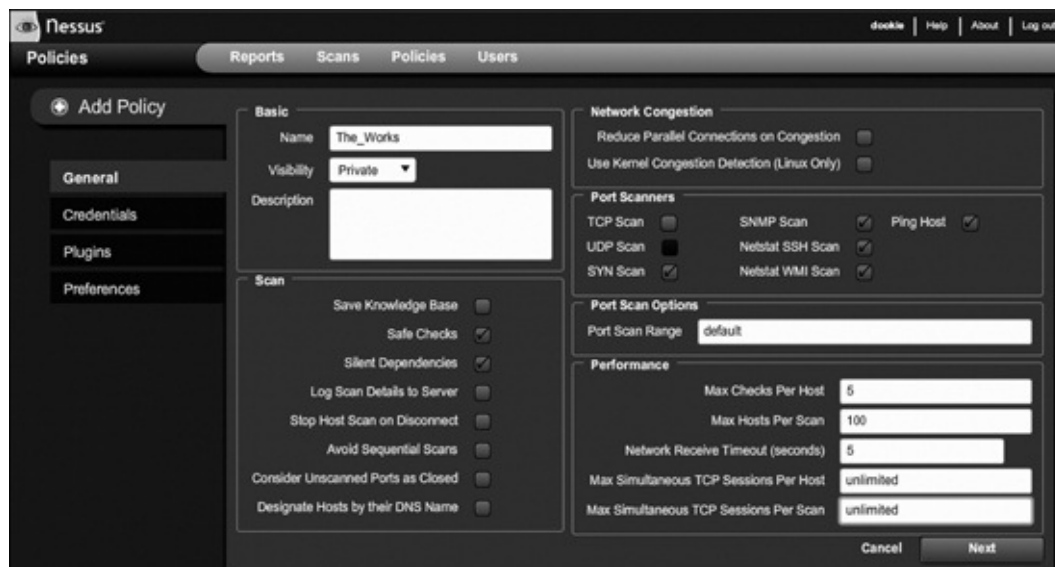 Nessus
dookie | Help | About | Log out
Policies
Reports Scans Policies Users
Add Policy
General
Credentials
Plugins
Preferences
Basic
Name The_Works
Visibility Private
Description
Scan
Save Knowledge Base
Safe Checks
Silent Dependencies
Log Scan Details to Server
Stop Host Scan on Disconnect
Avoid Sequential Scans
Consider Unscanned Ports as Closed
Designate Hosts by their DNS Name
Network Congestion
Reduce Parallel Connections on Congestion
Use Kernel Congestion Detection (Linux Only)
Port Scanners
TCP Scan SNMP Scan Ping Host
UDP Scan Netstat SSH Scan
SYN Scan Netstat WMI Scan
Port Scan Options
Port Scan Range default
Performance
Max Checks Per Host 5
Max Hosts Per Scan 100
Network Receive Timeout (seconds) 5
Max Simultaneous TCP Sessions Per Host unlimited
Max Simultaneous TCP Sessions Per Scan unlimited
Cancel Next